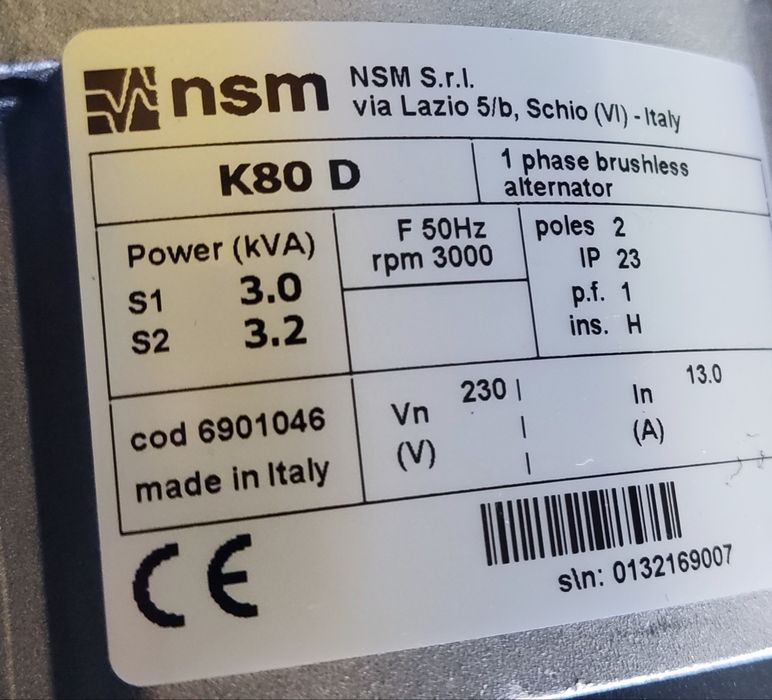 nsm
NSM S.r.l.
via Lazio 5/b, Schio (VI) - Italy
K80 D
1 phase brushless
alternator
Power (kVA)
S1 3.0
S2 3.2
F 50Hz
rpm 3000
poles 2
IP 23
p.f. 1
ins. H
cod 6901046
made in Italy
Vn 230
(V)
In 13.0
(A)
CE
s\n: 0132169007